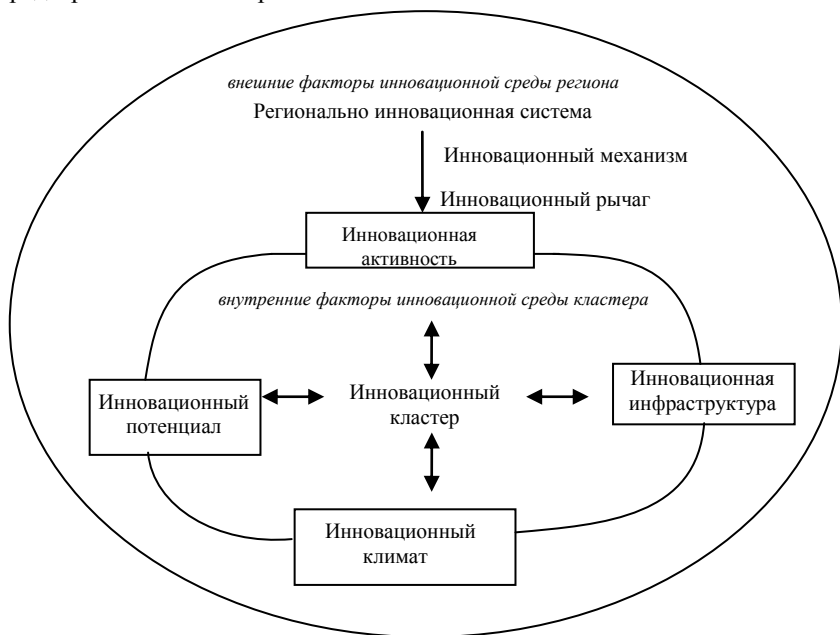 внешние факторы инновационной среды региона
Регионально инновационная система
Инновационный механизм
Инновационный рычаг
Инновационная
активность
внутренние факторы инновационной среды кластера
Инновационный
потенциал
Инновационный
кластер
Инновационная
инфраструктура
Инновационный
климат